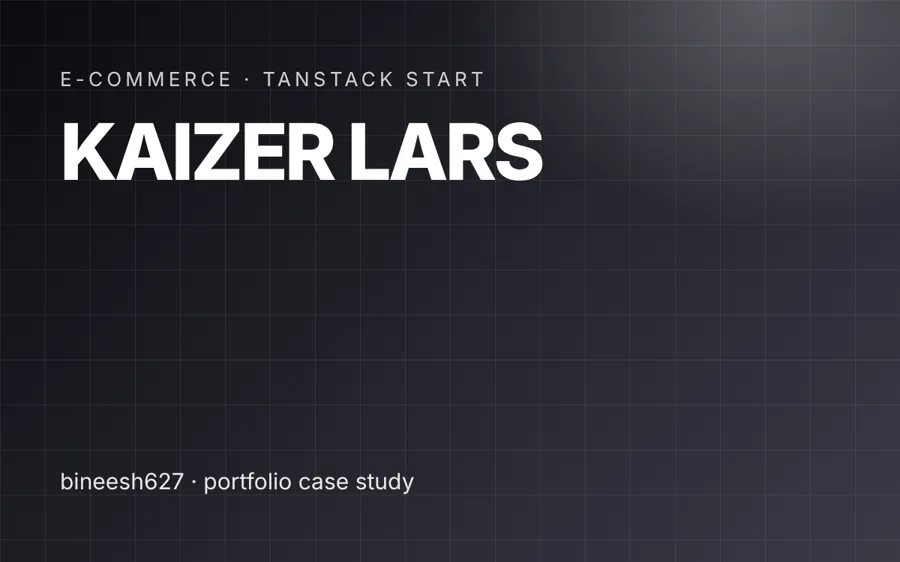 E-COMMERCE · TANSTACK START
KAIZER LARS
bineesh627 · portfolio case study